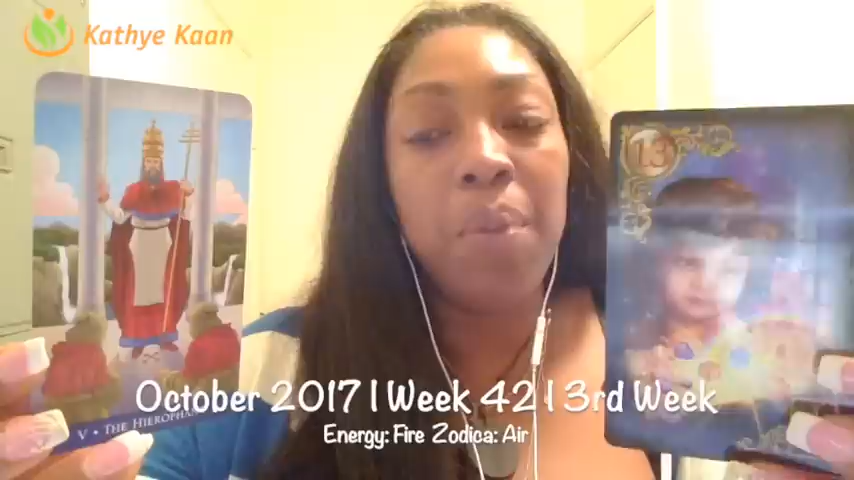 Kathye Kaan
13
V • THE HIEROPHANT
October 2017 | Week 42 | 3rd Week
Energy: Fire Zodica: Air